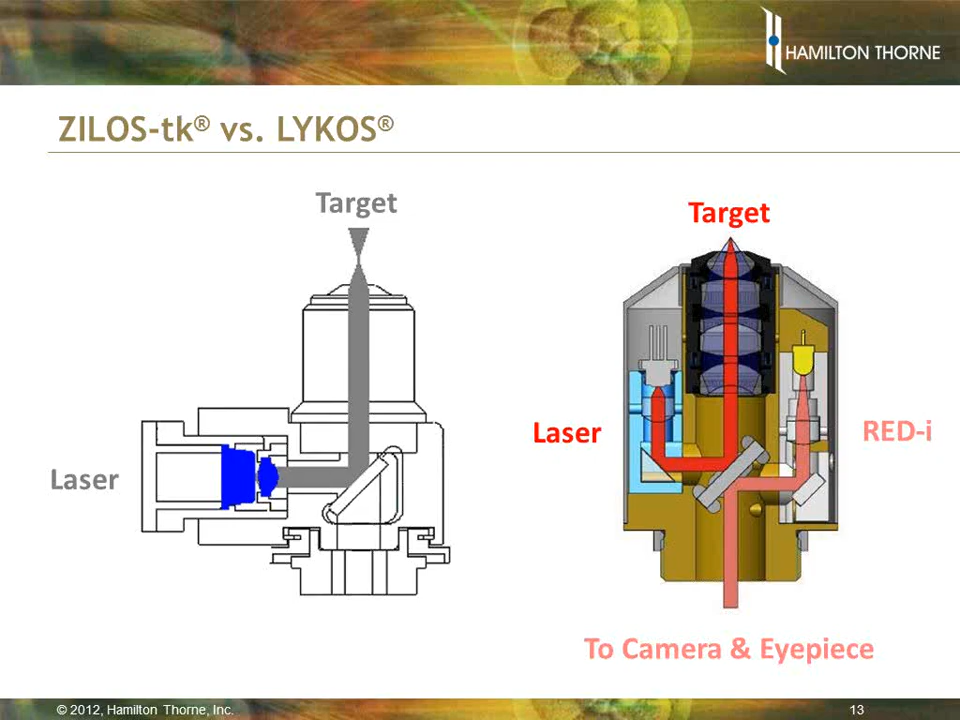 HAMILTON THORNE
ZILOS-tk® vs. LYKOS®
Target
Laser
Target
Laser
RED-i
To Camera & Eyepiece
© 2012, Hamilton Thorne, Inc.
13